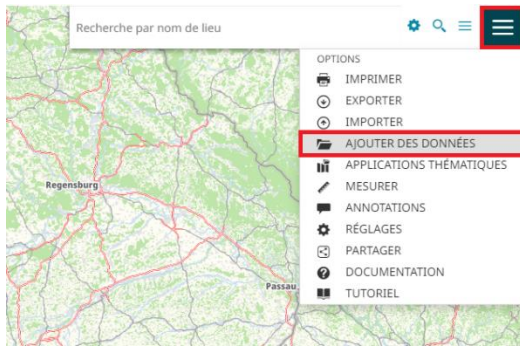 Recherche par nom de lieu
OPTIONS
IMPRIMER
EXPORTER
IMPORTER
AJOUTER DES DONNÉES
APPLICATIONS THÉMATIQUES
MESURER
ANNOTATIONS
RÉGLAGES
PARTAGER
DOCUMENTATION
TUTORIEL
Regensburg
Passau